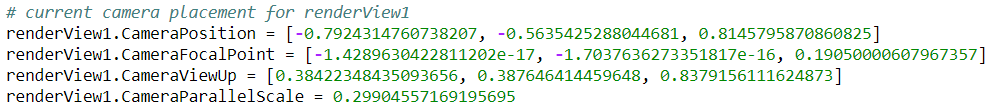 # current camera placement for renderView1
renderView1.CameraPosition = [-0.7924314760738207, -0.5635425288044681, 0.8145795870860825]
renderView1.CameraFocalPoint = [-1.4289630422811202e-17, -1.7037636273351817e-16, 0.19050000607967357]
renderView1.CameraViewUp = [0.38422348435093656, 0.387646414459648, 0.8379156111624873]
renderView1.CameraParallelScale = 0.29904557169195695